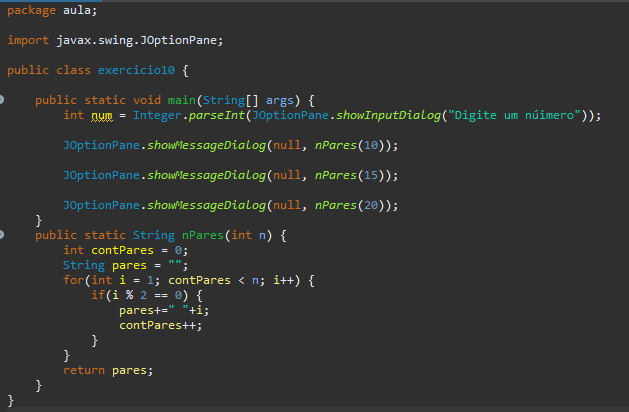 package aula;
import javax.swing.JOptionPane;
public class exercicio10 {
public static void main(String[] args) {
int num = Integer.parseInt(JOptionPane.showInputDialog("Digite um núimero"));
JOptionPane.showMessageDialog(null, nPares(10));
JOptionPane.showMessageDialog(null, nPares(15));
JOptionPane.showMessageDialog(null, nPares(20));
}
public static String nPares(int n) {
int contPares = 0;
String pares = "";
for(int i = 1; contPares < n; i++) {
if(i % 2 == 0) {
pares+=" "+i;
contPares++;
}
}
return pares;
}
}